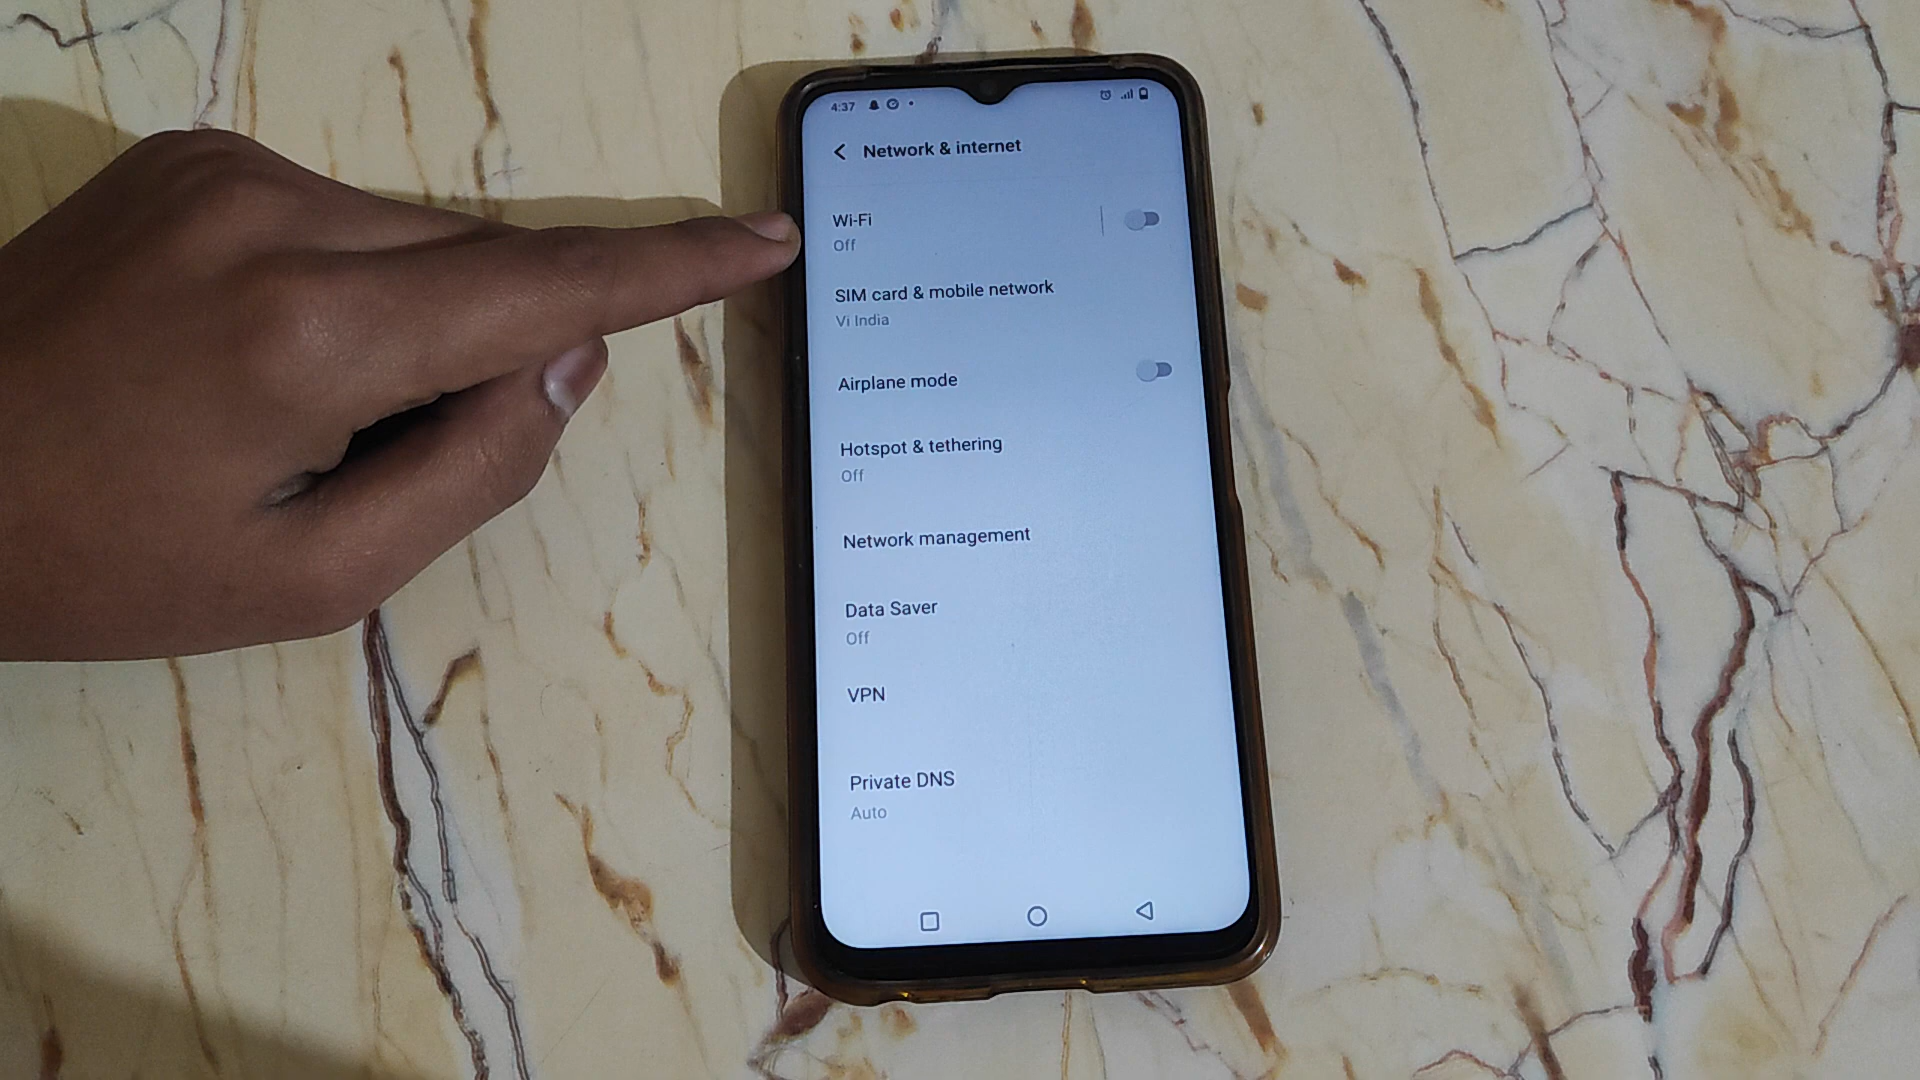 4:37
Network & internet
Wi-Fi
Off
SIM card & mobile network
Vi India
Airplane mode
Hotspot & tethering
Off
Network management
Data Saver
Off
VPN
Private DNS
Auto